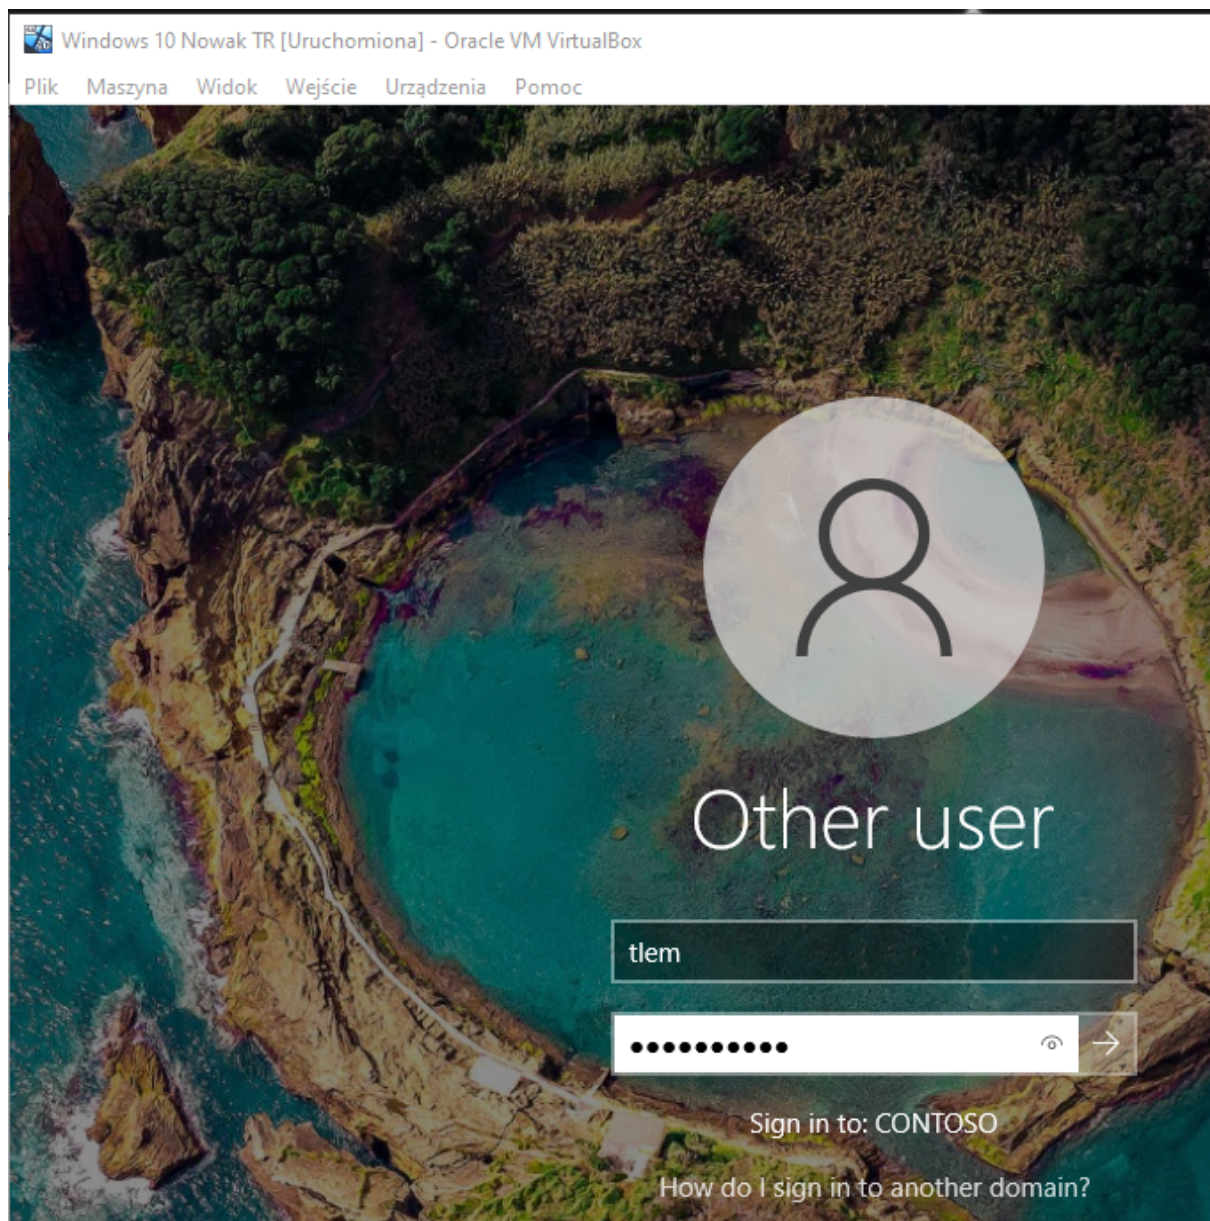 Windows 10 Nowak TR [Uruchomiona] - Oracle VM VirtualBox
Plik Maszyna Widok Wejście Urządzenia Pomoc
Other user
tlem
Sign in to: CONTOSO
How do I sign in to another domain?